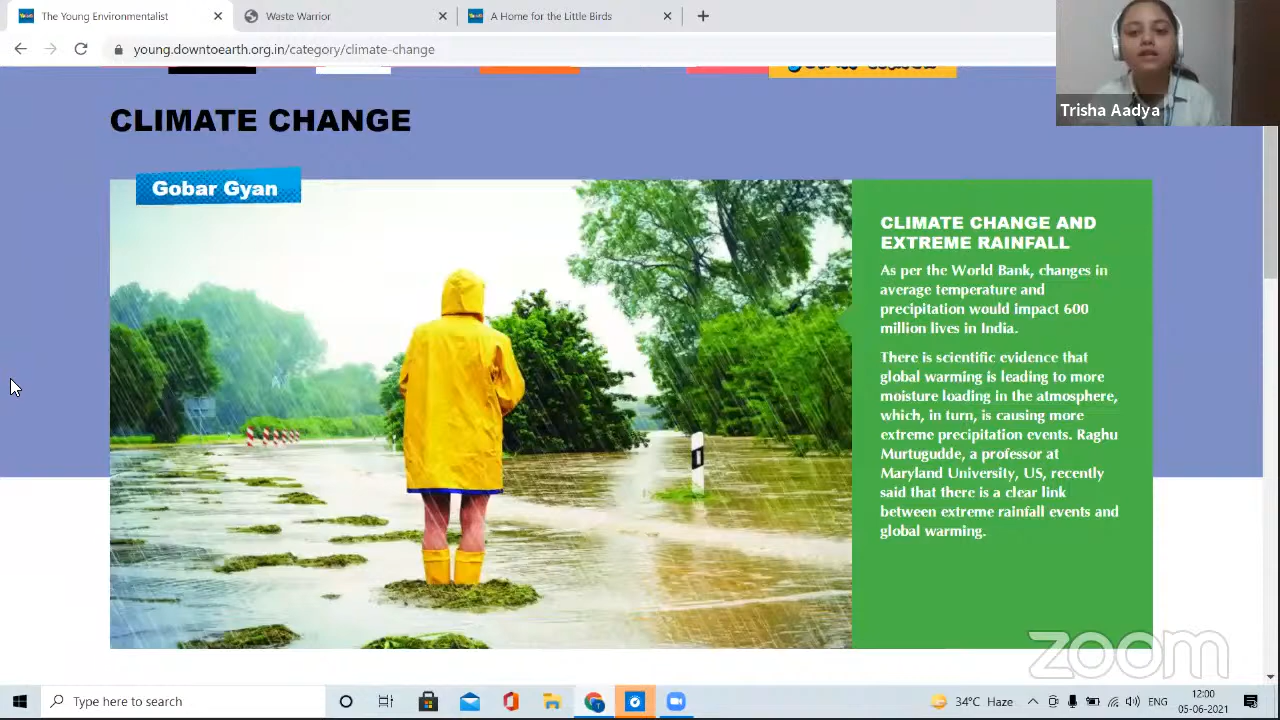 The Young Environmentalist
Waste Warrior
A Home for the Little Birds
young.downtoearth.org.in/category/climate-change
Trisha Aadya
CLIMATE CHANGE
Gobar Gyan
CLIMATE CHANGE AND
EXTREME RAINFALL
As per the World Bank, changes in
average temperature and
precipitation would impact 600
million lives in India.
There is scientific evidence that
global warming is leading to more
moisture loading in the atmosphere,
which, in turn, is causing more
extreme precipitation events. Raghu
Murtugudde, a professor at
Maryland University, US, recently
said that there is a clear link
between extreme rainfall events and
global warming.
zoom
Type here to search
34°C Haze
ENG
12:00
05-06-2021